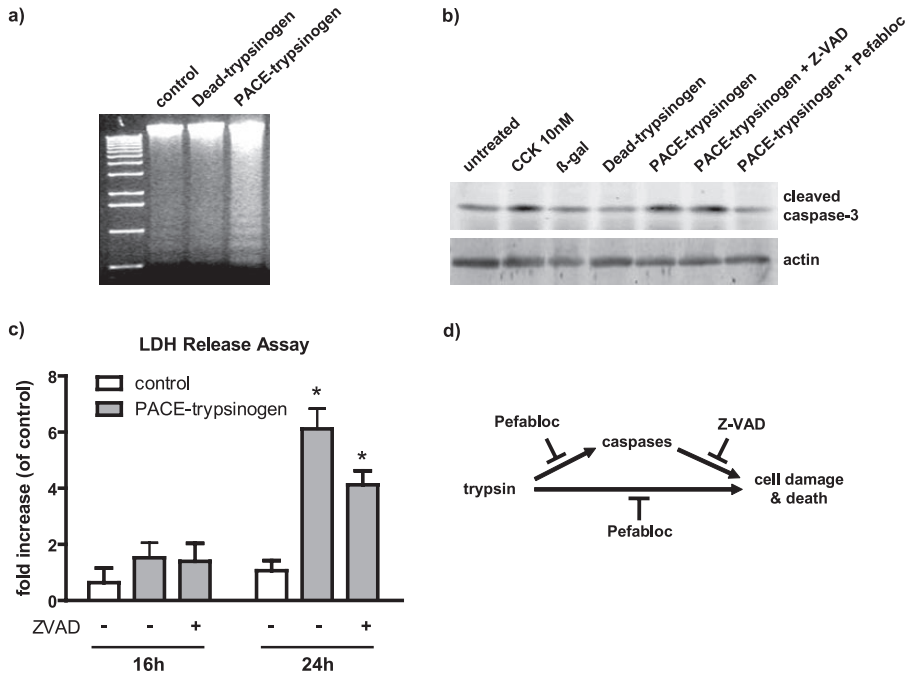 a)
control
Dead-trypsinogen
PACE-trypsinogen
b)
untreated
CCK 10nM
ß-gal
Dead-trypsinogen
PACE-trypsinogen
PACE-trypsinogen + Z-VAD
PACE-trypsinogen + Pefabloc
cleaved
caspase-3
actin
c)
LDH Release Assay
fold increase (of control)
8
6
4
2
0
control
PACE-trypsinogen
*
*
ZVAD - - + - - +
16h 24h
d)
Pefabloc
Z-VAD
caspases
trypsin
cell damage
& death
Pefabloc